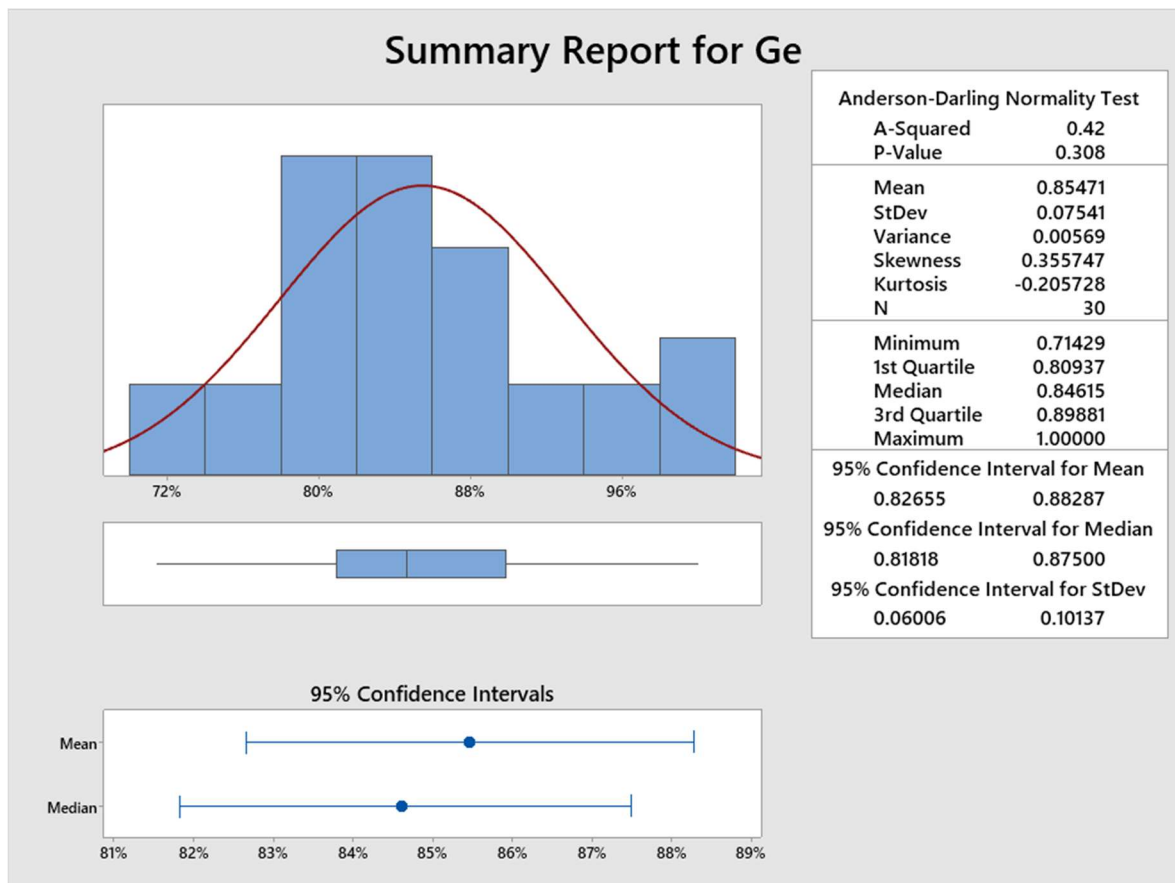 Summary Report for Ge
72%
80%
88%
96%
95% Confidence Intervals
Mean
Median
81%
82%
83%
84%
85%
86%
87%
88%
89%
Anderson-Darling Normality Test
A-Squared 0.42
P-Value 0.308
Mean 0.85471
StDev 0.07541
Variance 0.00569
Skewness 0.355747
Kurtosis -0.205728
N 30
Minimum 0.71429
1st Quartile 0.80937
Median 0.84615
3rd Quartile 0.89881
Maximum 1.00000
95% Confidence Interval for Mean
0.82655 0.88287
95% Confidence Interval for Median
0.81818 0.87500
95% Confidence Interval for StDev
0.06006 0.10137